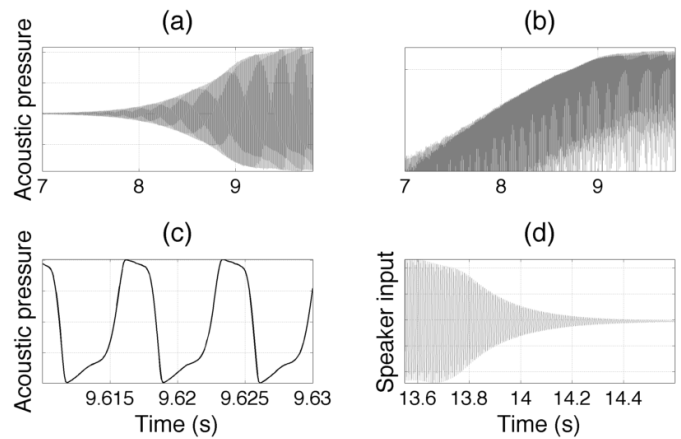 (a)
Acoustic pressure
7 8 9
(b)
7 8 9
(c)
Acoustic pressure
9.615 9.62 9.625 9.63
Time (s)
(d)
Speaker input
13.6 13.8 14 14.2 14.4
Time (s)